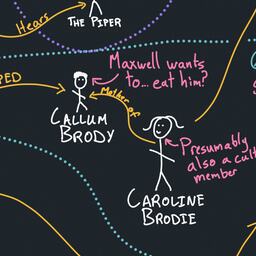 Hears
THE PIPER
Maxwell wants
to... eat him?
PED
Mother of
CALLUM
BRODY
Presumably
also a cult
member
CAROLINE
BRODIE